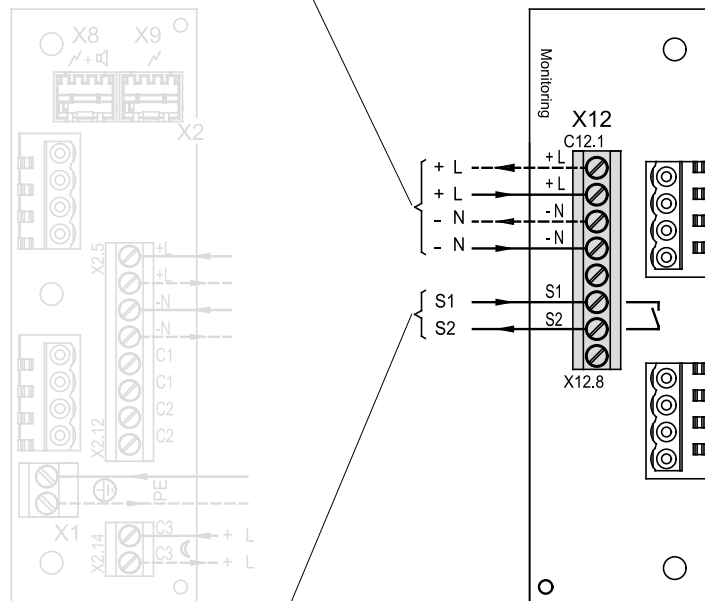 X8 X9
+
X2
X2.5
+L
+L
-N
-N
C1
C1
C2
C2
X2.12
PE
X1
X2.14
C3 + L
C3 + L
Monitoring
X12
C12.1
+ L + L
+ L + L
- N - N
- N - N
S1 S1
S2 S2
X12.8